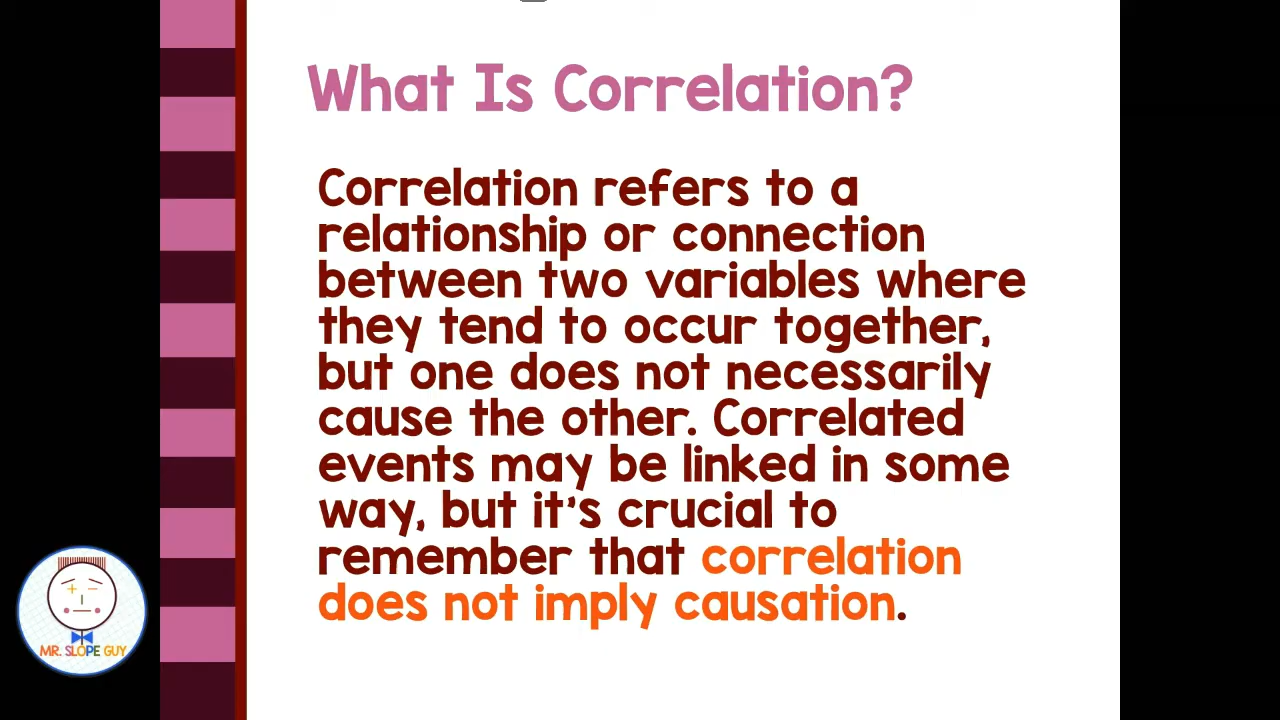 What Is Correlation?
Correlation refers to a
relationship or connection
between two variables where
they tend to occur together,
but one does not necessarily
cause the other. Correlated
events may be linked in some
way, but it's crucial to
remember that correlation
does not imply causation.
MR. SLOPE GUY